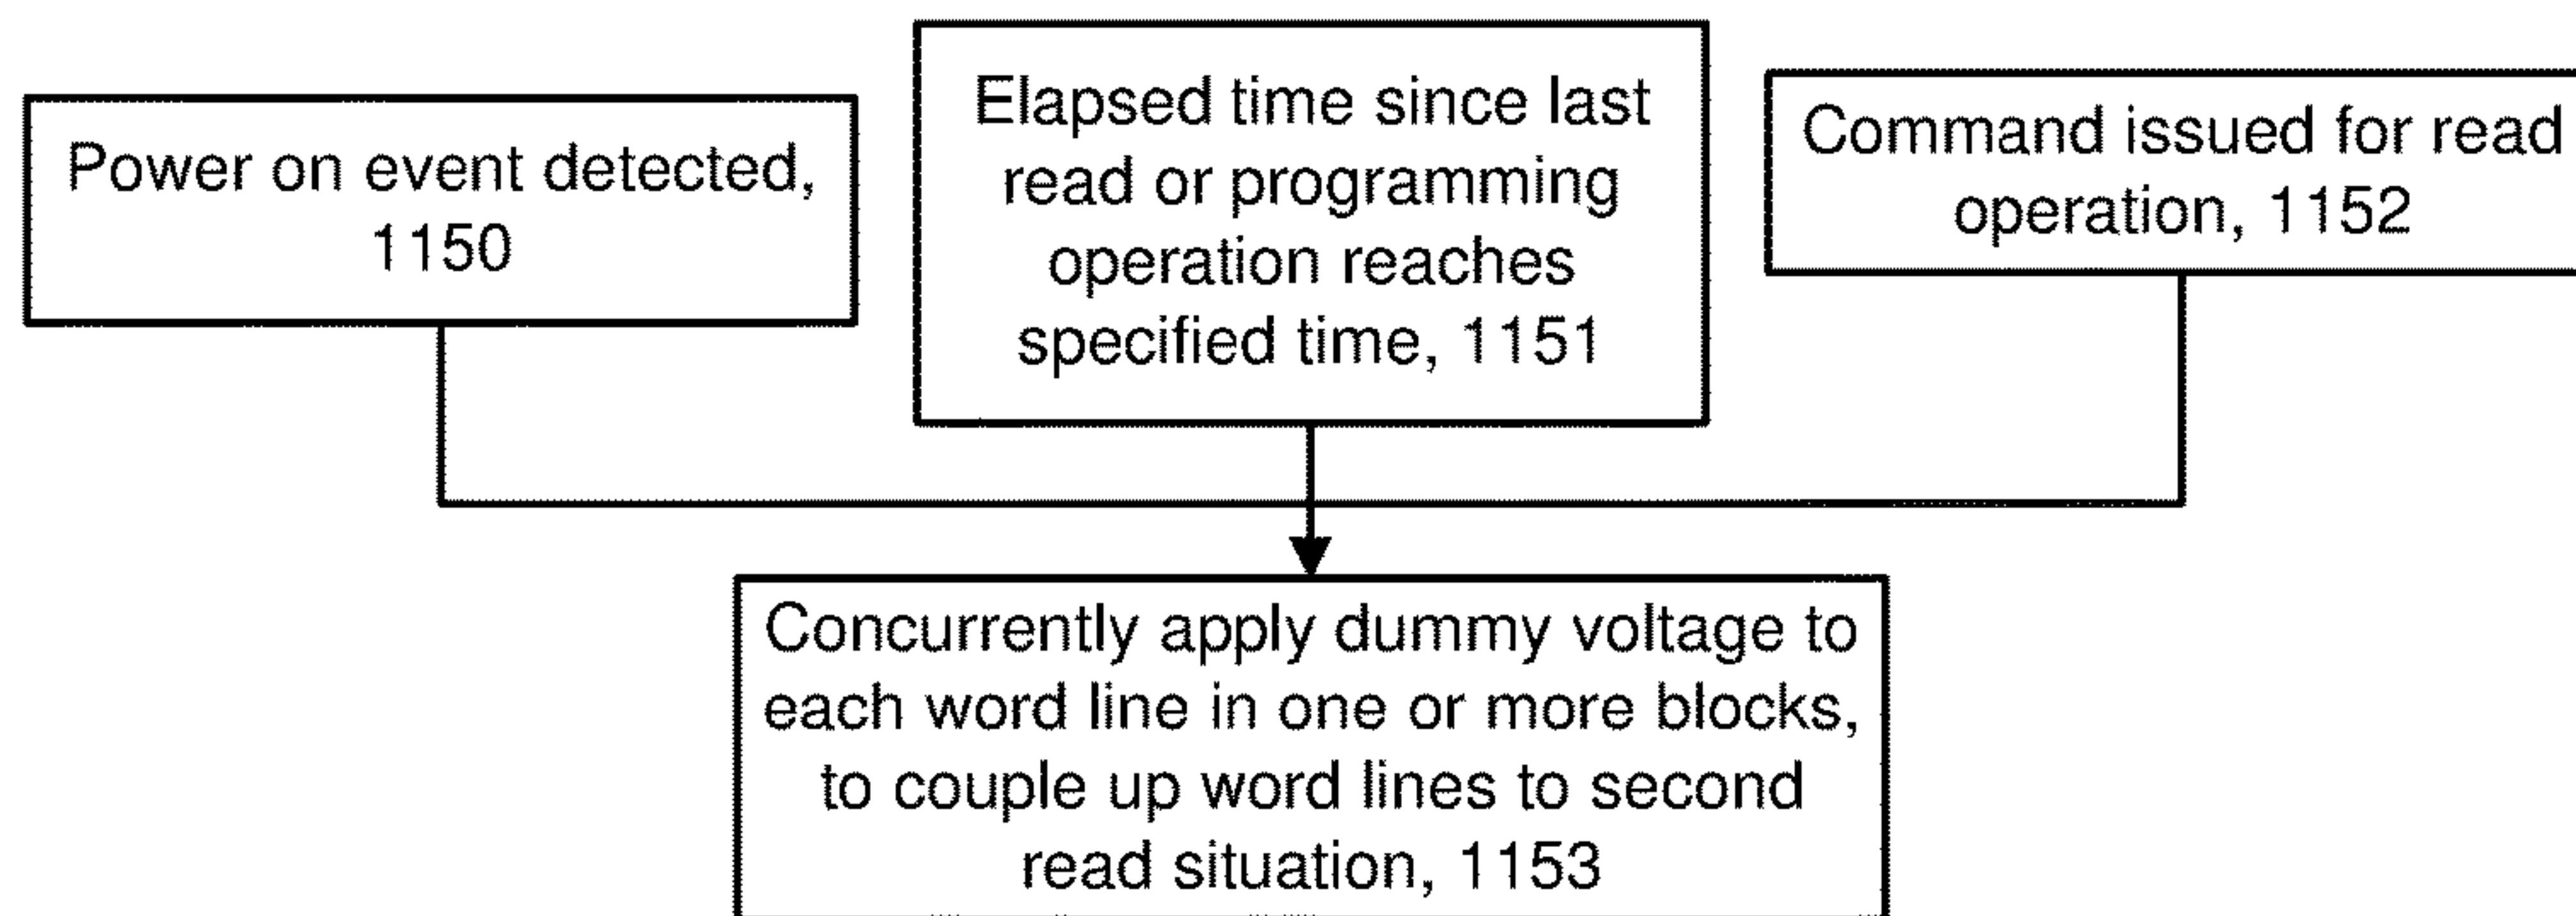 Power on event detected,
1150
Elapsed time since last
read or programming
operation reaches
specified time, 1151
Command issued for read
operation, 1152
Concurrently apply dummy voltage to
each word line in one or more blocks,
to couple up word lines to second
read situation, 1153